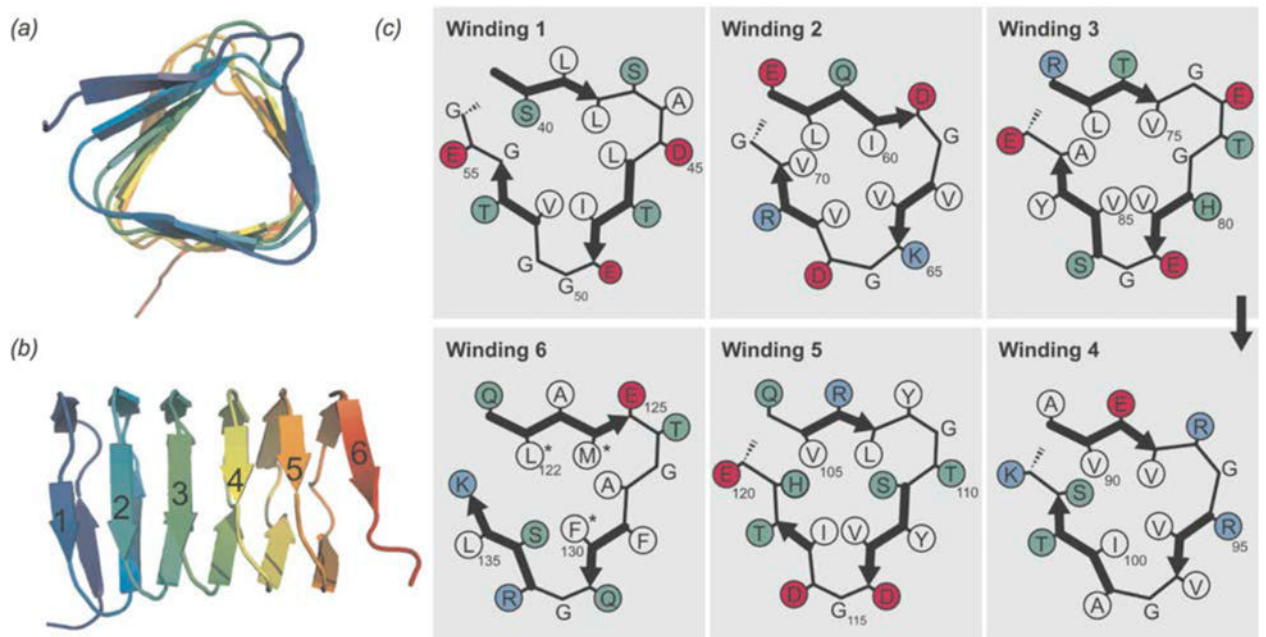 (a)
(b)
1 2 3 4 5 6
(c)
Winding 1
L S
S 40 L A
G
E 55 G L D 45
T V I T
G E
G 50
Winding 2
E Q D
L I 60 G
G V 70 V V
R V K 65
D G
Winding 3
R T G E
L V 75 T
E A G
Y V 85 V H 80
S G E
Winding 6
Q A E 125
L* 122 M* T
A G
K F* 130 F
L 135 S
R G Q
Winding 5
Q R Y
V 105 L G
E 120 H S T 110
T I V Y
D G 115 D
Winding 4
A E R
V 90 V G
K S V R 95
T I 100 V
A G